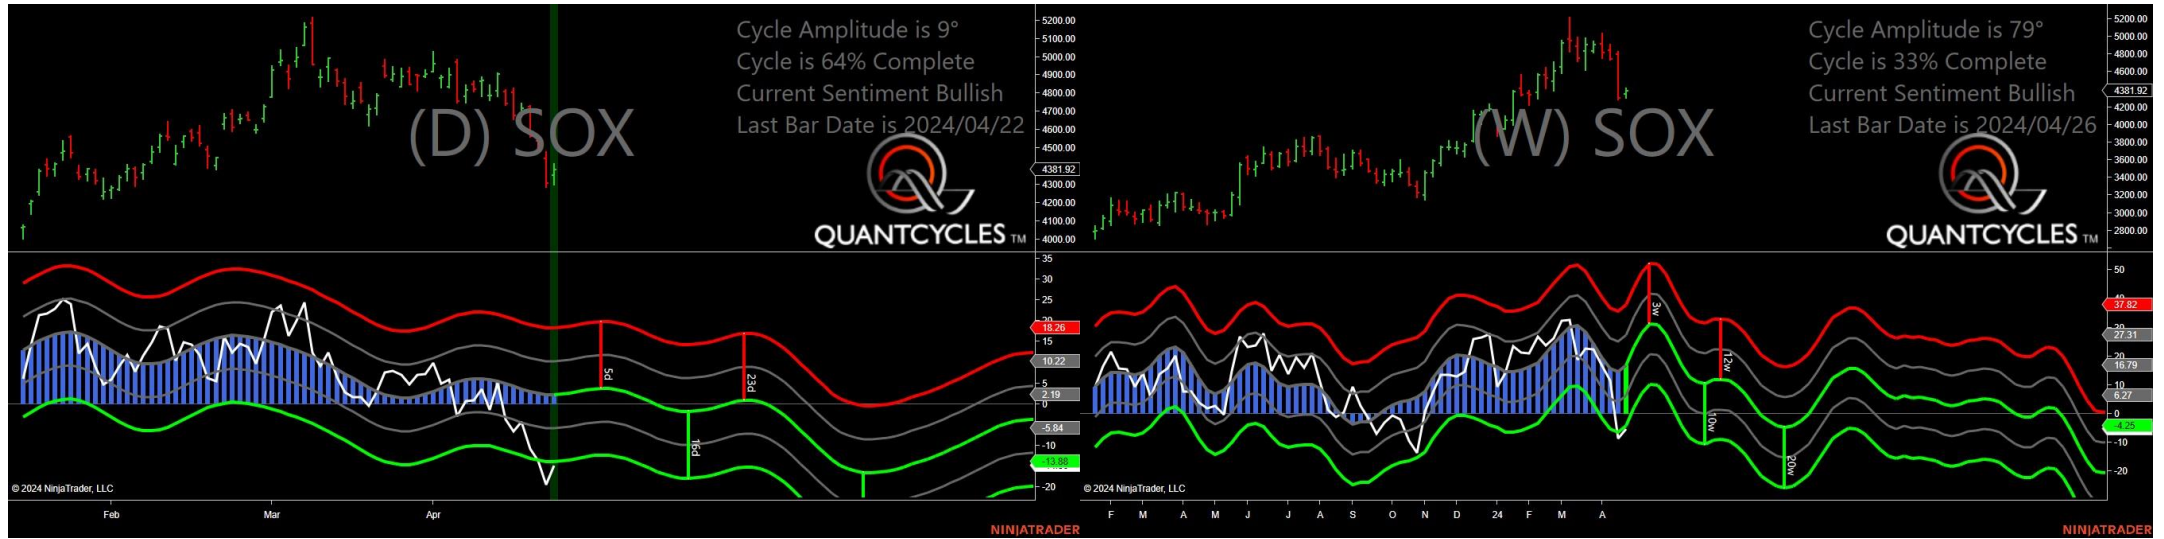 Cycle Amplitude is 9°
Cycle is 64% Complete
Current Sentiment Bullish
Last Bar Date is 2024/04/22
(D) SOX
QUANTCYCLES TM
5200.00
5100.00
5000.00
4900.00
4800.00
4700.00
4600.00
4500.00
4381.92
4300.00
4200.00
4100.00
4000.00
35
30
25
20
18.26
10.22
5
2.19
0
-5.84
-10
-13.88
-20
5d
23d
16d
© 2024 NinjaTrader, LLC
Feb Mar Apr
NINJATRADER
Cycle Amplitude is 79°
Cycle is 33% Complete
Current Sentiment Bullish
Last Bar Date is 2024/04/26
(W) SOX
QUANTCYCLES TM
5200.00
5000.00
4800.00
4600.00
4381.92
4200.00
4000.00
3800.00
3600.00
3400.00
3200.00
3000.00
2800.00
50
37.82
27.31
20
16.79
10
6.27
0
-4.25
-10
-20
3w
12w
10w
20w
© 2024 NinjaTrader, LLC
F M A M J J A S O N D 24 F M A
NINJATRADER